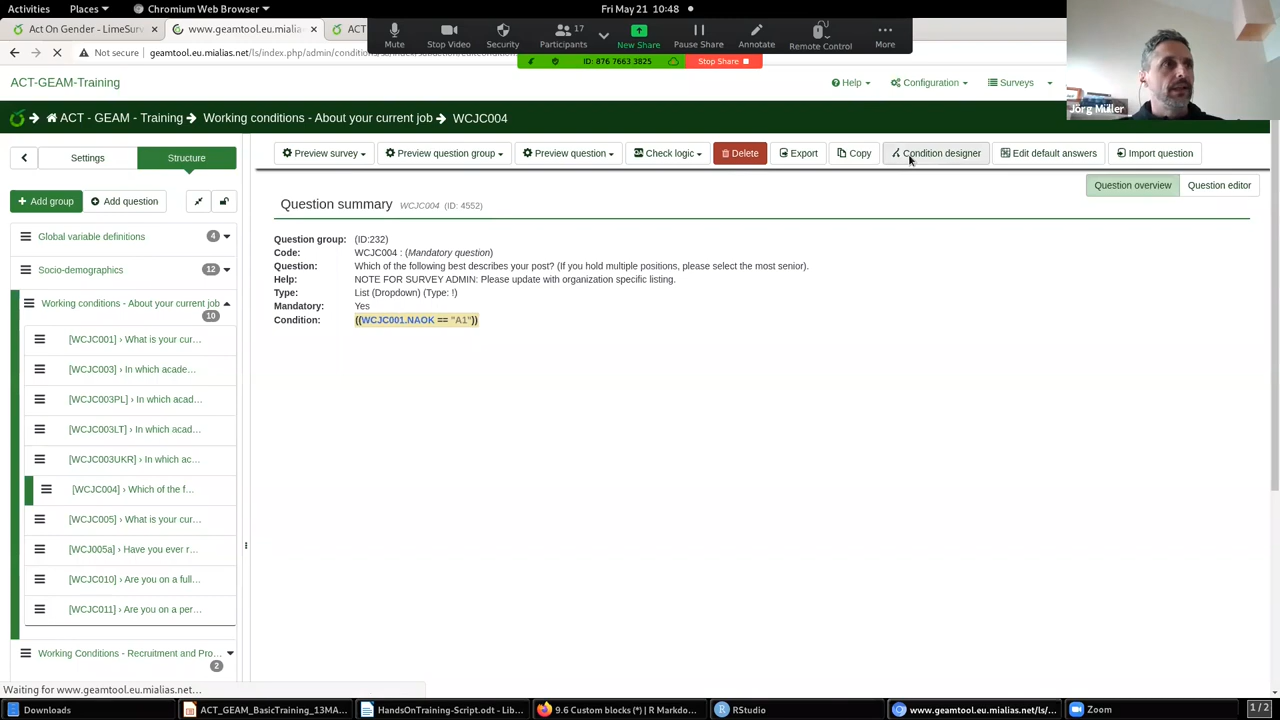 Activities Places Chromium Web Browser Fri May 21 10:48
Act On Gender - LimeSurv
www.geamtool.eu.mialia
ACT
Mute Stop Video Security Participants 17 New Share Pause Share Annotate Remote Control More
ID: 876 7663 3825 Stop Share
Not secure geamtool.eu.mialias.net/ls/index.php/admin/conditions
ACT-GEAM-Training Help Configuration Surveys
ACT - GEAM - Training Working conditions - About your current job WCJC004
Jörg Müller
Settings Structure
Preview survey Preview question group Preview question Check logic Delete Export Copy Condition designer Edit default answers Import question
Question overview Question editor
Add group Add question
Question summary WCJC004 (ID: 4552)
Global variable definitions 4
Socio-demographics 12
Working conditions - About your current job 10
[WCJC001] › What is your cur...
[WCJC003] › In which acade...
[WCJC003PL] › In which acad...
[WCJC003LT] › In which acad...
[WCJC003UKR] › In which ac...
[WCJC004] › Which of the f...
[WCJC005] › What is your cur...
[WCJ005a] › Have you ever r...
[WCJC010] › Are you on a full...
[WCJC011] › Are you on a per...
Working Conditions - Recruitment and Pro... 2
Question group: (ID:232)
Code: WCJC004 : (Mandatory question)
Question: Which of the following best describes your post? (If you hold multiple positions, please select the most senior).
Help: NOTE FOR SURVEY ADMIN: Please update with organization specific listing.
Type: List (Dropdown) (Type: !)
Mandatory: Yes
Condition: ((WCJC001.NAOK == "A1"))
Waiting for www.geamtool.eu.mialias.net...
Downloads ACT_GEAM_BasicTraining_13MA... HandsOnTraining-Script.odt - Lib... 9.6 Custom blocks (*) | R Markdo... RStudio www.geamtool.eu.mialias.net/ls/... Zoom 1 / 2